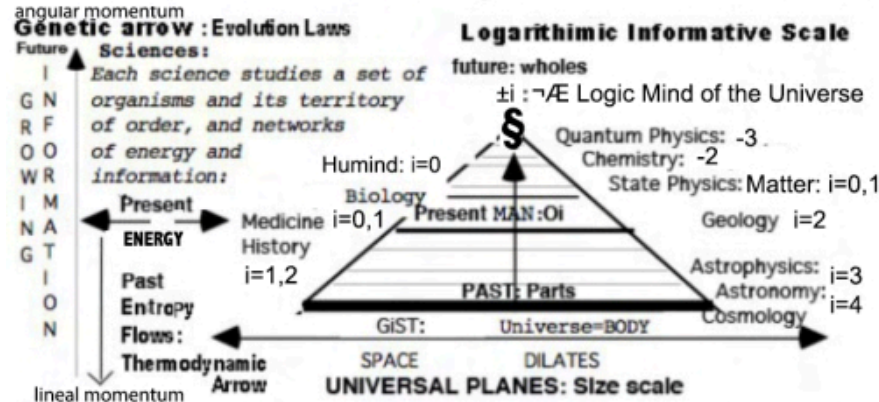 angular momentum
Genetic arrow : Evolution Laws
Future
Sciences:
Each science studies a set of
organisms and its territory
of order, and networks
of energy and
information:
GROWING
INFORMATION
Present
ENERGY
Past
Entropy
Flows:
Thermodynamic
Arrow
lineal momentum
Logarithimic Informative Scale
future: wholes
±i :¬Æ Logic Mind of the Universe
§
Quantum Physics: -3
Chemistry: -2
State Physics: Matter: i=0,1
Humind: i=0
Biology
Present MAN:Oi
Medicine i=0,1
History
i=1,2
Geology i=2
Astrophysics: i=3
Astronomy: i=4
Cosmology
PAST: Parts
GiST: Universe=BODY
SPACE DILATES
UNIVERSAL PLANES: SIze scale